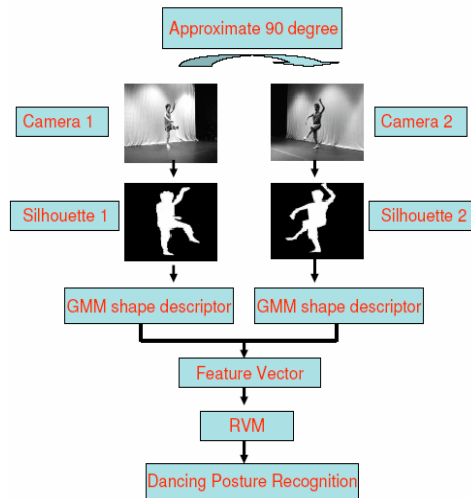 Approximate 90 degree
Camera 1
Camera 2
Silhouette 1
Silhouette 2
GMM shape descriptor
GMM shape descriptor
Feature Vector
RVM
Dancing Posture Recognition